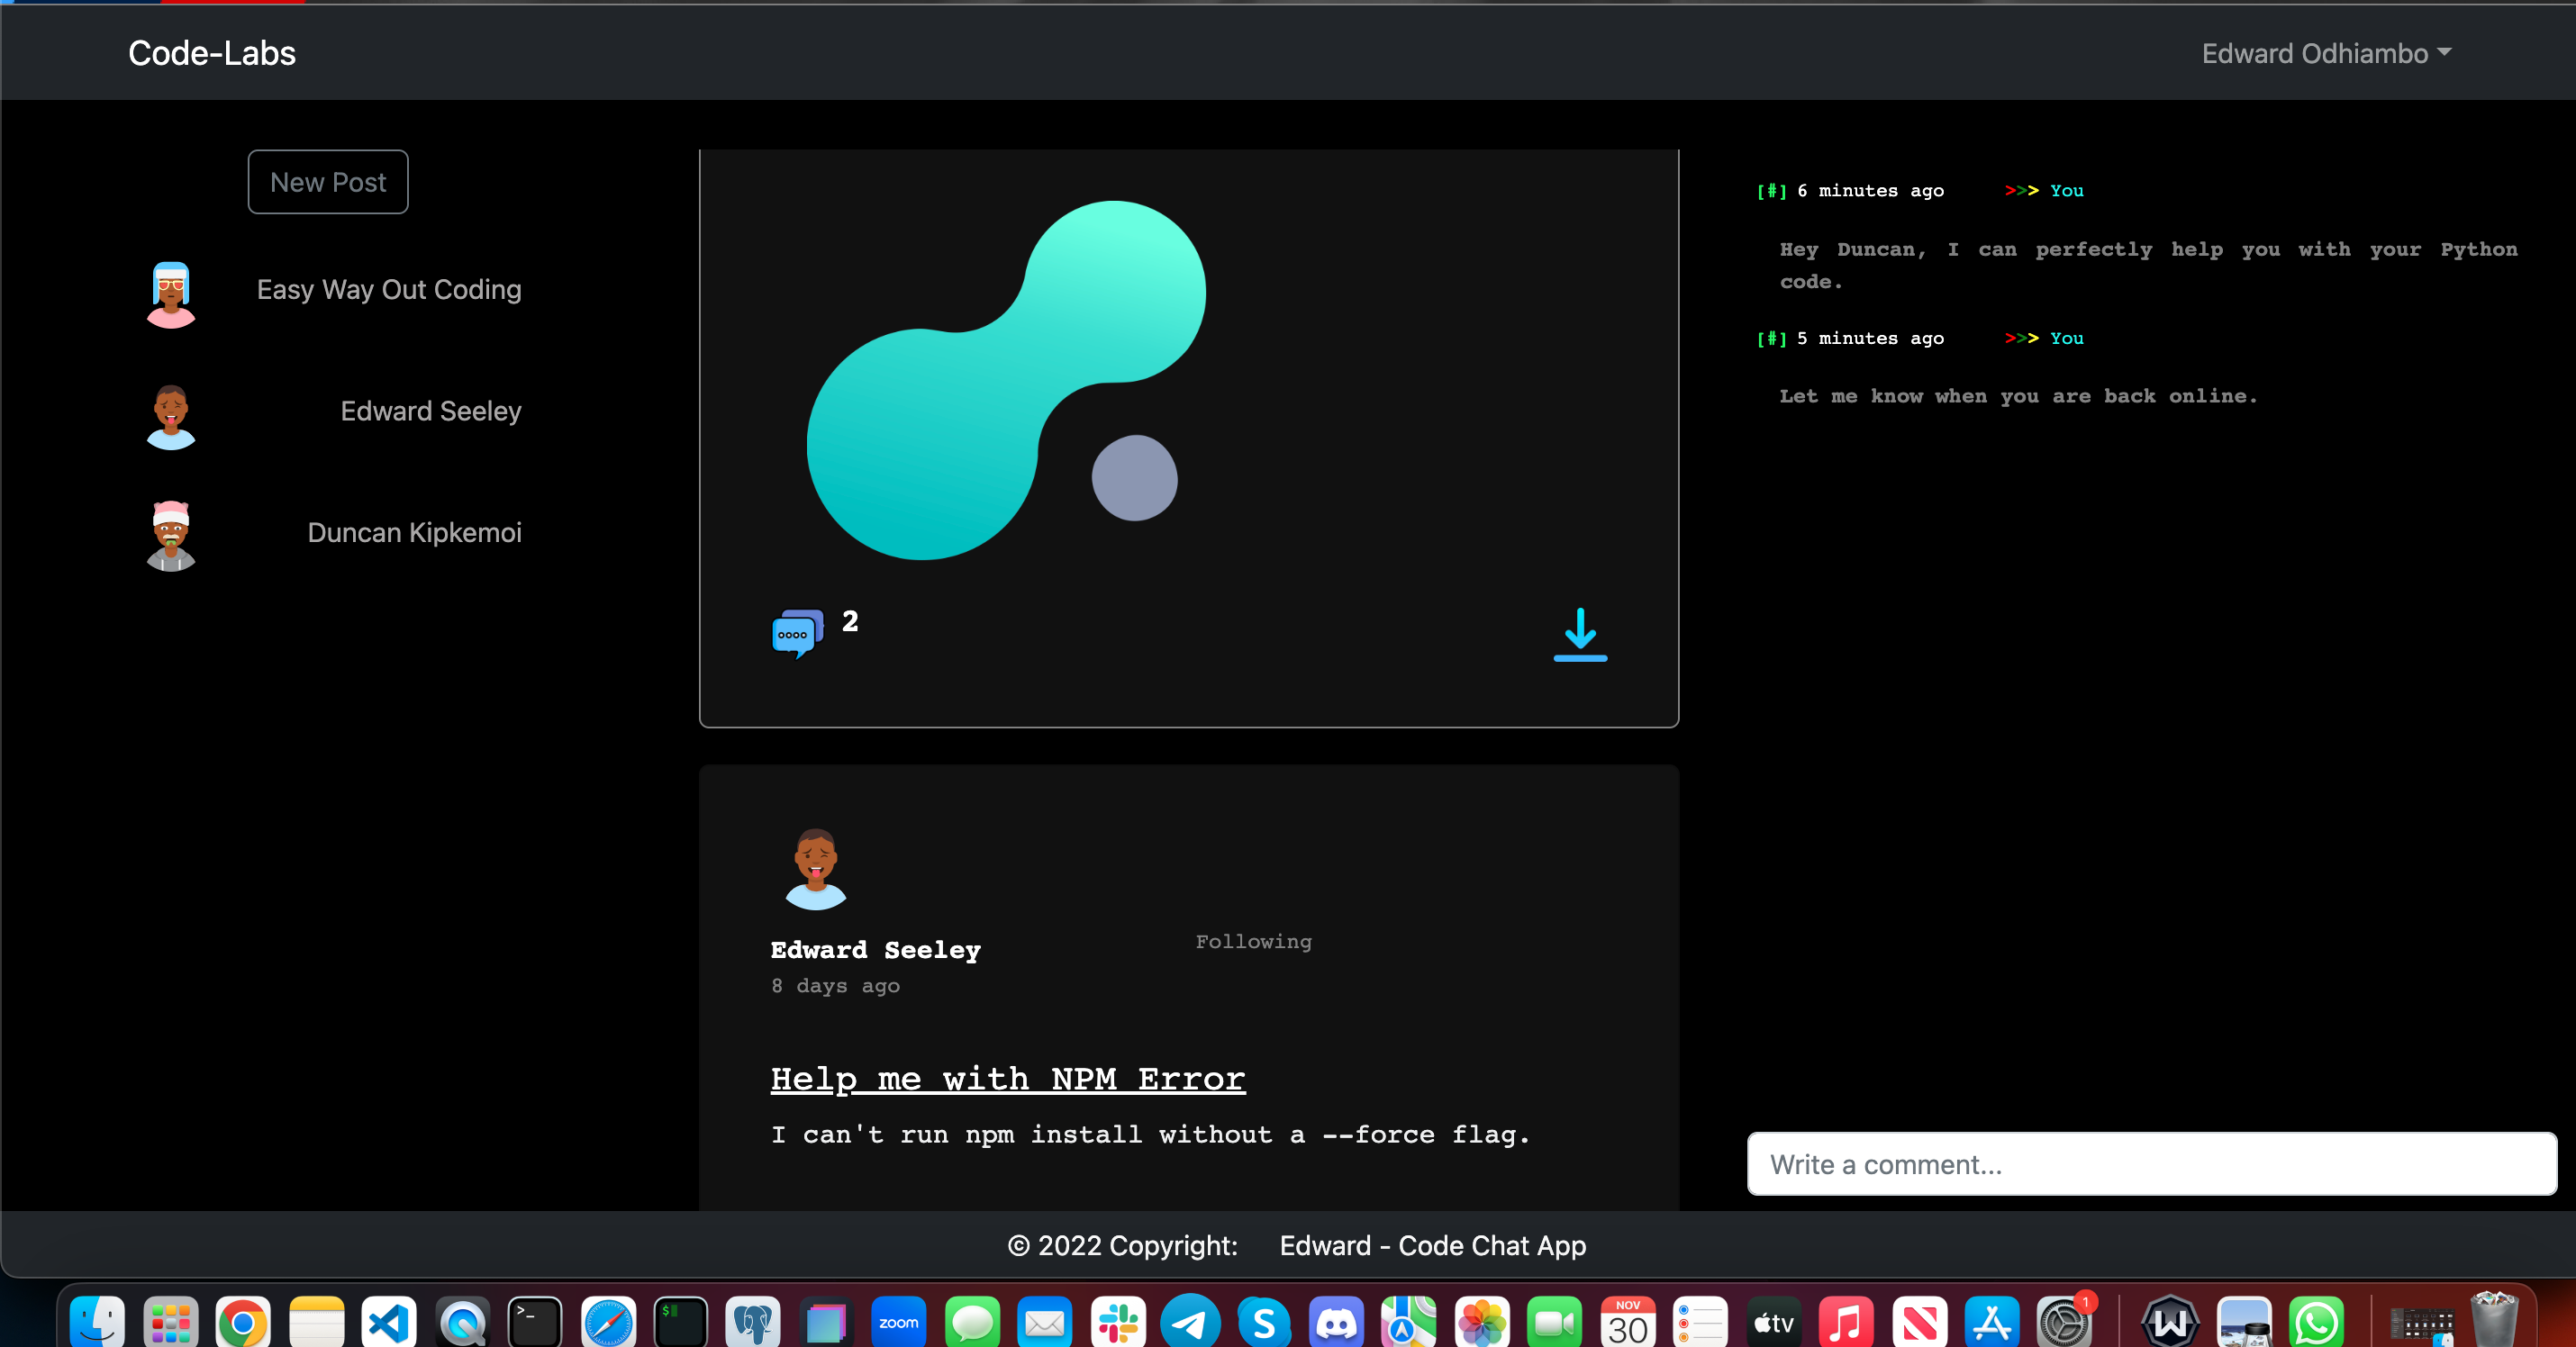 Code-Labs
Edward Odhiambo
New Post
Easy Way Out Coding
Edward Seeley
Duncan Kipkemoi
2
Edward Seeley
Following
8 days ago
Help me with NPM Error
I can't run npm install without a --force flag.
[#] 6 minutes ago >>> You
Hey Duncan, I can perfectly help you with your Python
code.
[#] 5 minutes ago >>> You
Let me know when you are back online.
Write a comment...
© 2022 Copyright: Edward - Code Chat App
>_
$
zoom
S
NOV
30
tv
1
W